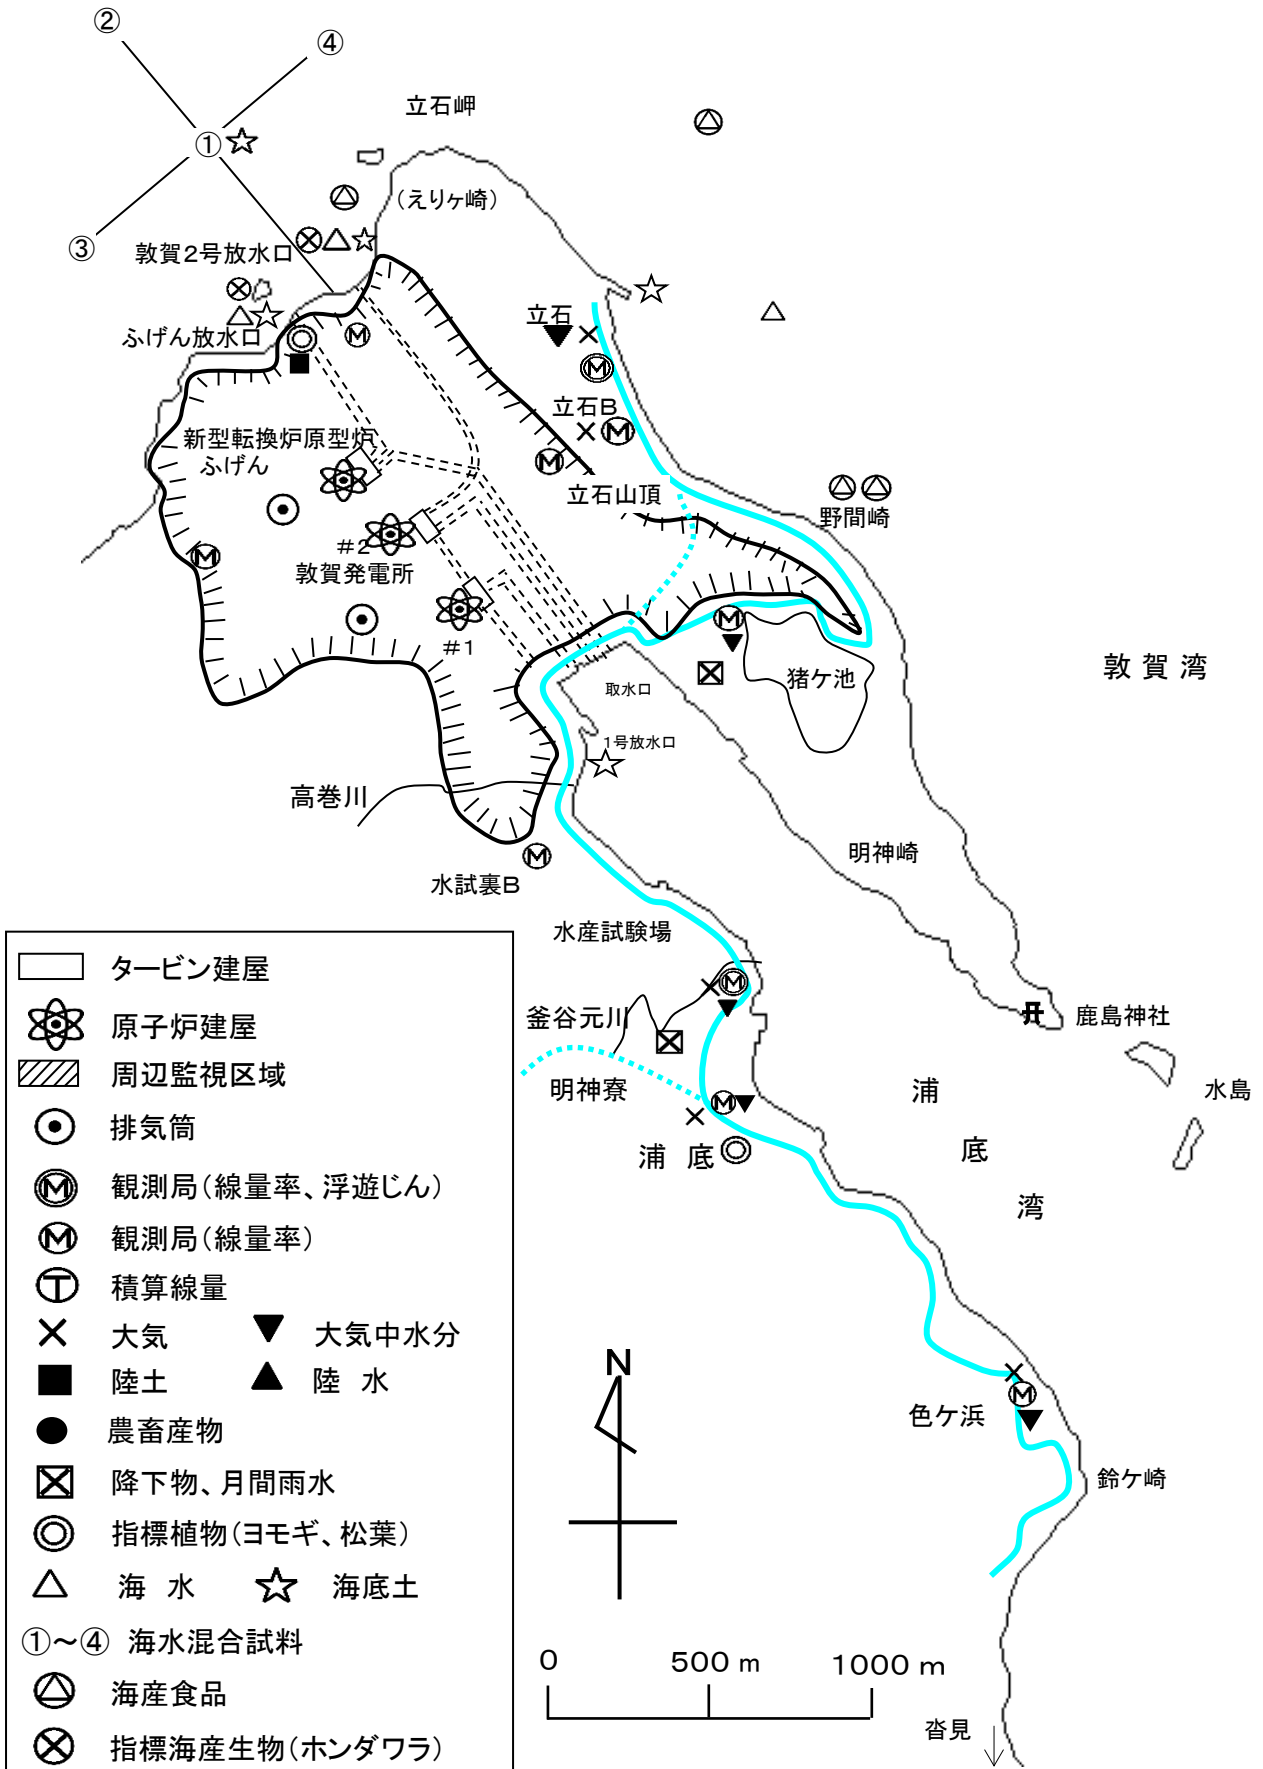 ②
④
立石岬
①
(えりヶ崎)
③
敦賀2号放水口
立石
ふげん放水口
立石B
新型転換炉原型炉
ふげん
立石山頂
野間崎
#2
敦賀発電所
#1
敦賀湾
猪ケ池
取水口
1号放水口
高巻川
明神崎
水試裏B
水産試験場
釜谷元川
鹿島神社
明神寮
水島
浦底湾
浦底
色ケ浜
鈴ケ崎
タービン建屋
原子炉建屋
周辺監視区域
排気筒
M 観測局(線量率、浮遊じん)
M 観測局(線量率)
T 積算線量
大気 大気中水分
陸土 陸水
農畜産物
降下物、月間雨水
指標植物(ヨモギ、松葉)
海水 海底土
①~④ 海水混合試料
海産食品
指標海産生物(ホンダワラ)
N
0 500 m 1000 m
沓見